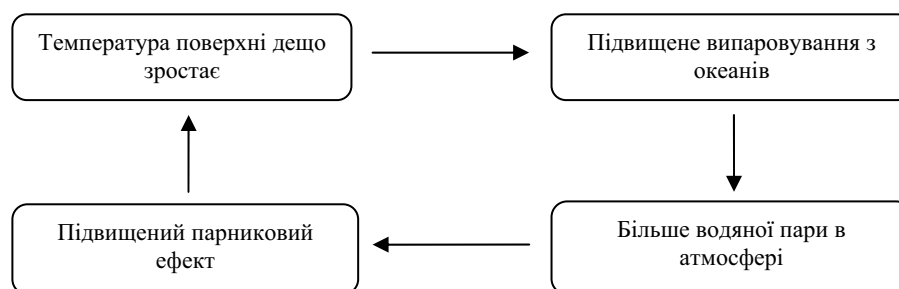 Температура поверхні дещо
зростає
Підвищене випаровування з
океанів
Підвищений парниковий
ефект
Більше водяної пари в
атмосфері